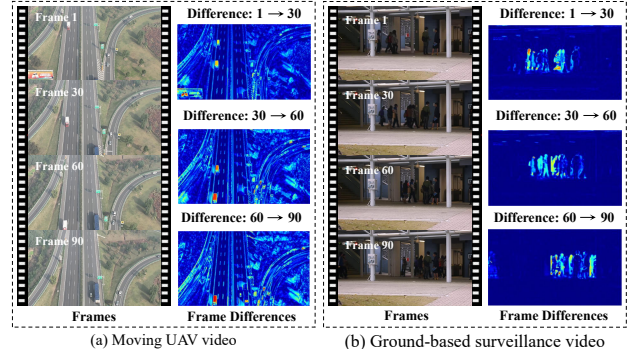 Frame 1
Frame 30
Frame 60
Frame 90
Frames
Difference: 1 → 30
Difference: 30 → 60
Difference: 60 → 90
Frame Differences
(a) Moving UAV video
Frame 1
Frame 30
Frame 60
Frame 90
Frames
Difference: 1 → 30
Difference: 30 → 60
Difference: 60 → 90
Frame Differences
(b) Ground-based surveillance video